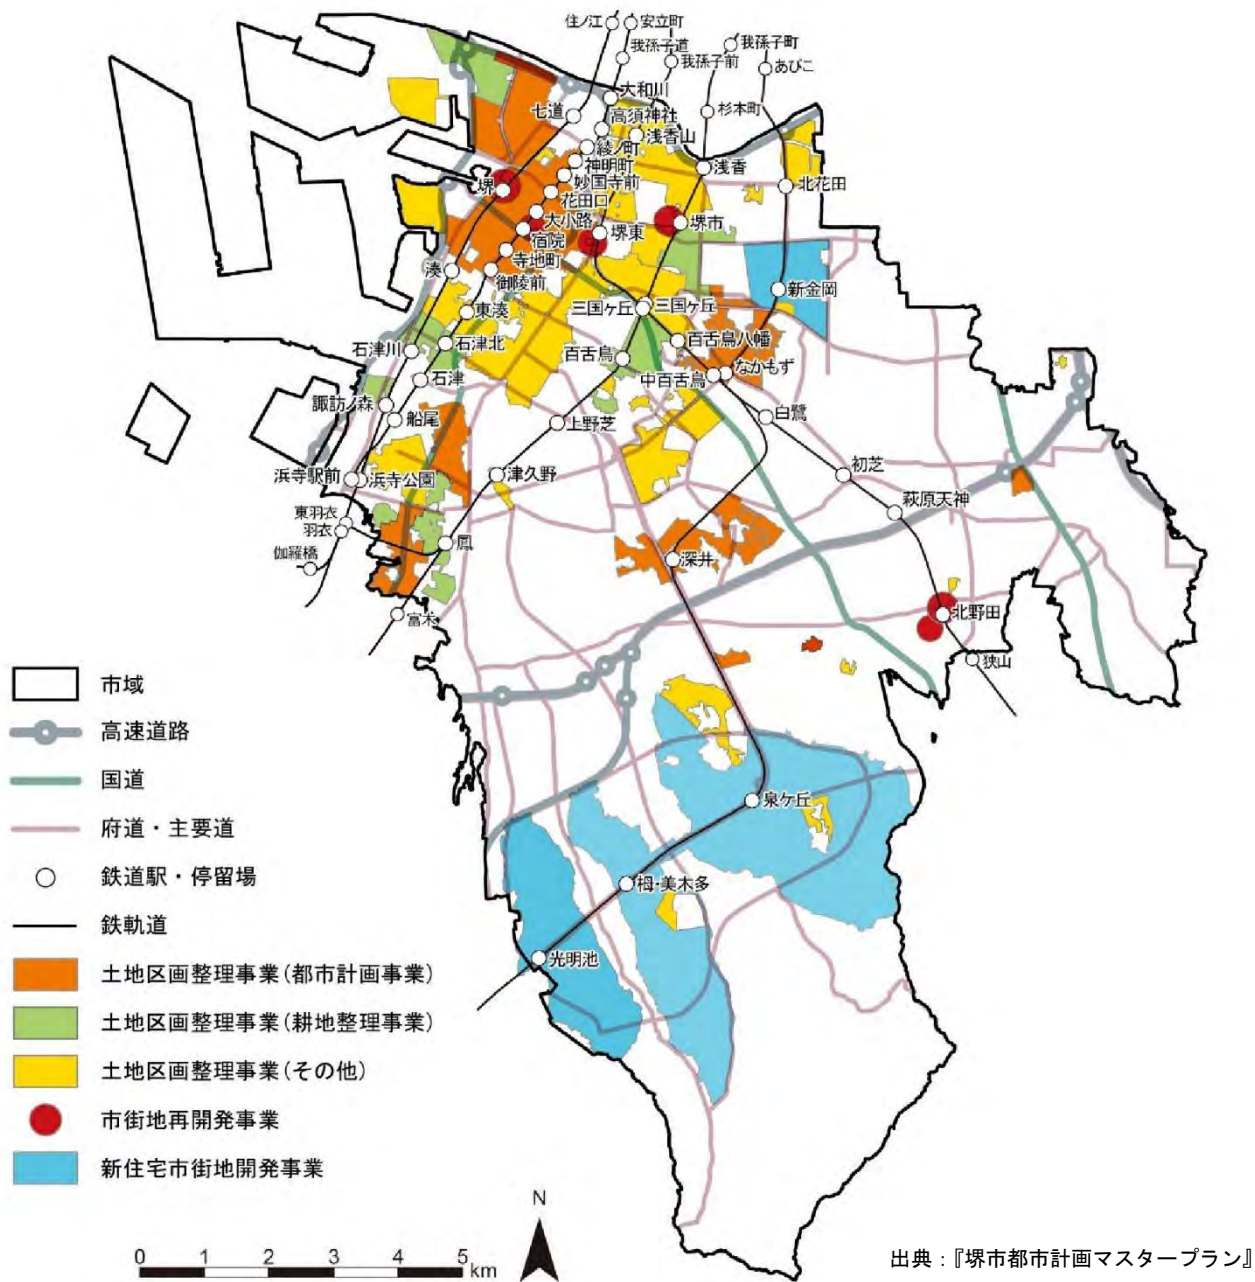 住ノ江
安立町
我孫子道
我孫子前
我孫子町
あびこ
大和川
七道
高須神社
杉本町
浅香山
綾ノ町
神明町
浅香
妙国寺前
堺
北花田
花田口
大小路
堺市
宿院
堺東
寺地町
湊
御陵前
新金岡
三国ヶ丘
三国ヶ丘
東湊
百舌鳥八幡
石津川
石津北
百舌鳥
なかもず
中百舌鳥
石津
諏訪ノ森
船尾
上野芝
白鷺
浜寺駅前
浜寺公園
津久野
初芝
東羽衣
萩原天神
羽衣
鳳
伽羅橋
深井
富木
北野田
狭山
泉ケ丘
栂・美木多
光明池
市域
高速道路
国道
府道・主要道
鉄道駅・停留場
鉄軌道
土地区画整理事業(都市計画事業)
土地区画整理事業(耕地整理事業)
土地区画整理事業(その他)
市街地再開発事業
新住宅市街地開発事業
N
0 1 2 3 4 5
km
出典：『堺市都市計画マスタープラン』